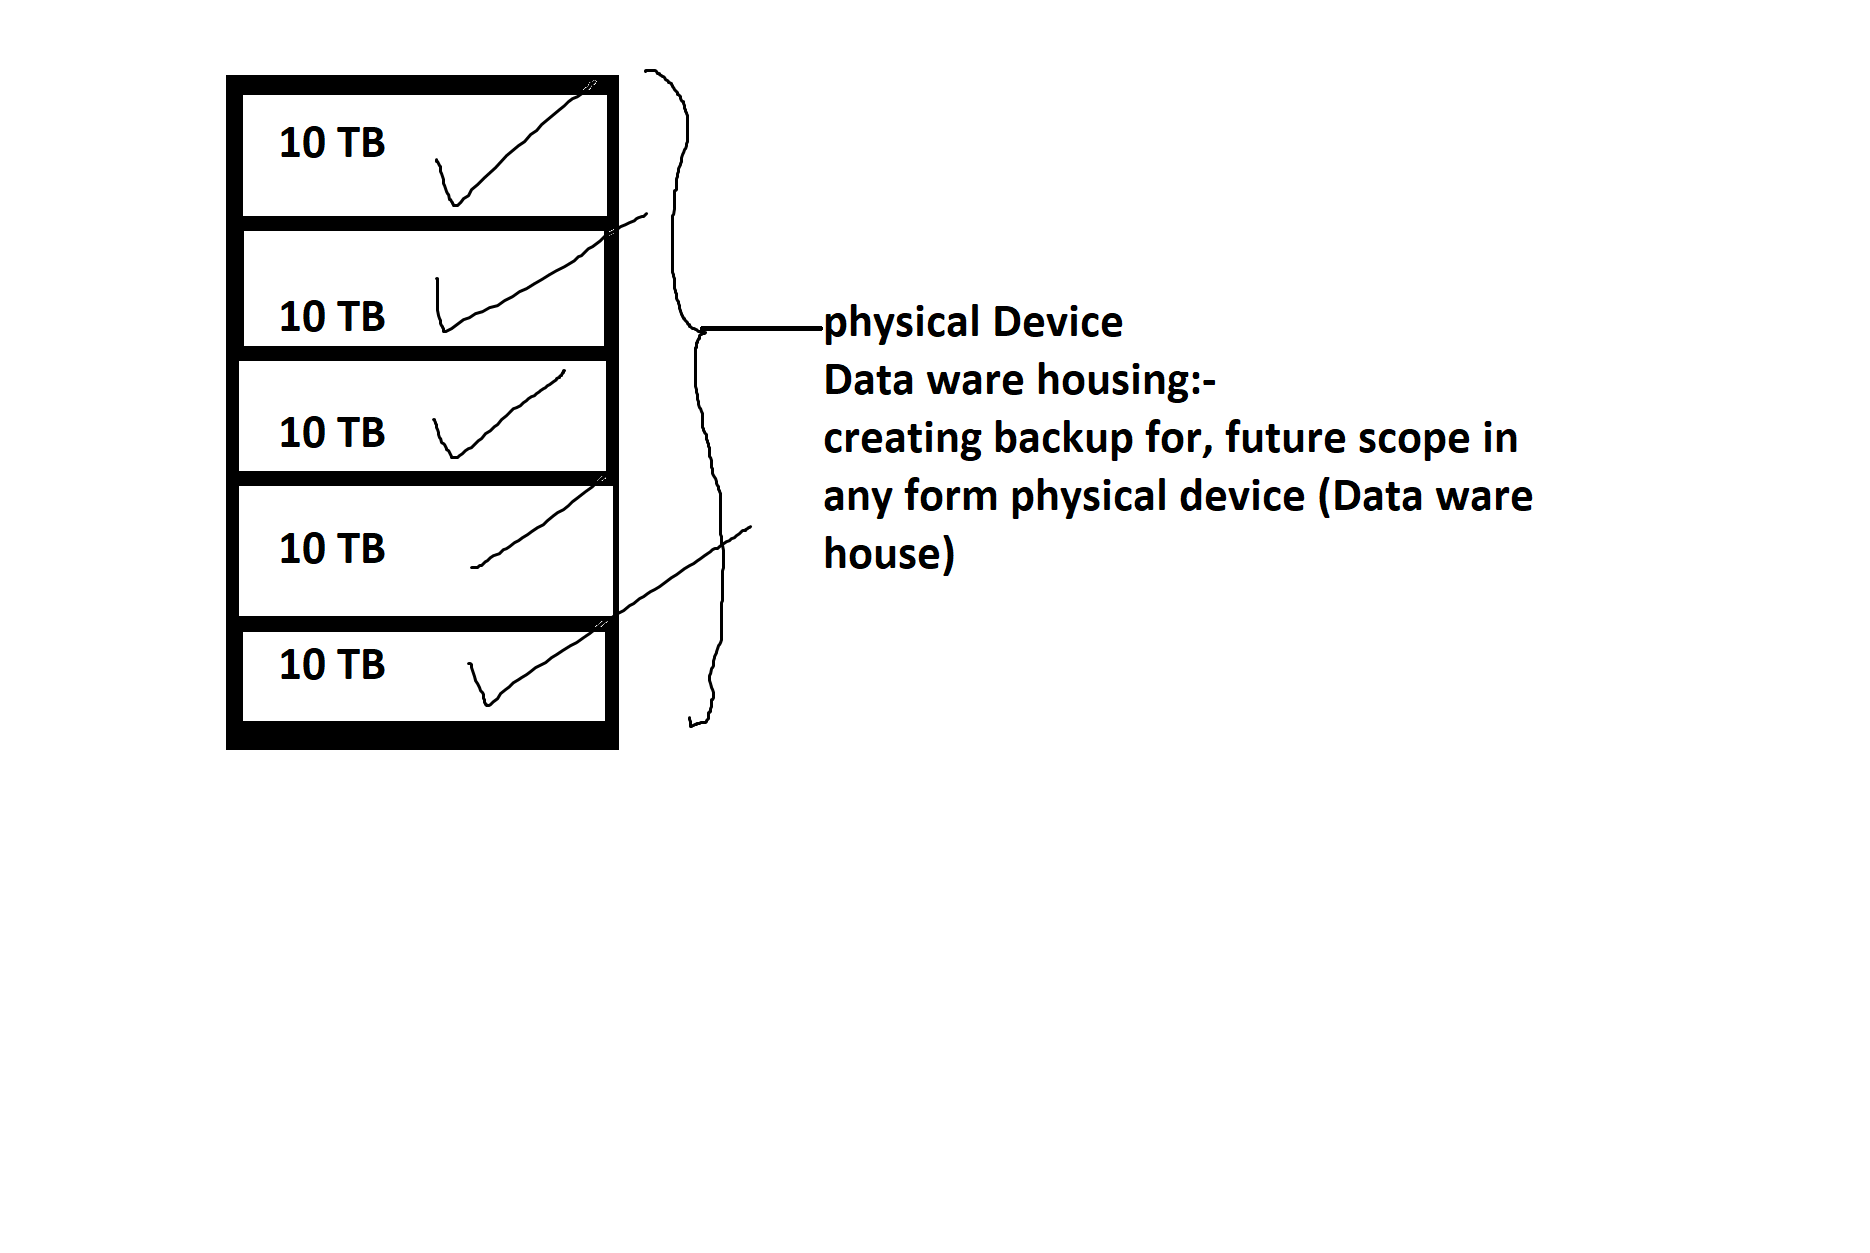 10 TB
10 TB
10 TB
10 TB
10 TB
physical Device
Data ware housing:-
creating backup for, future scope in
any form physical device (Data ware
house)